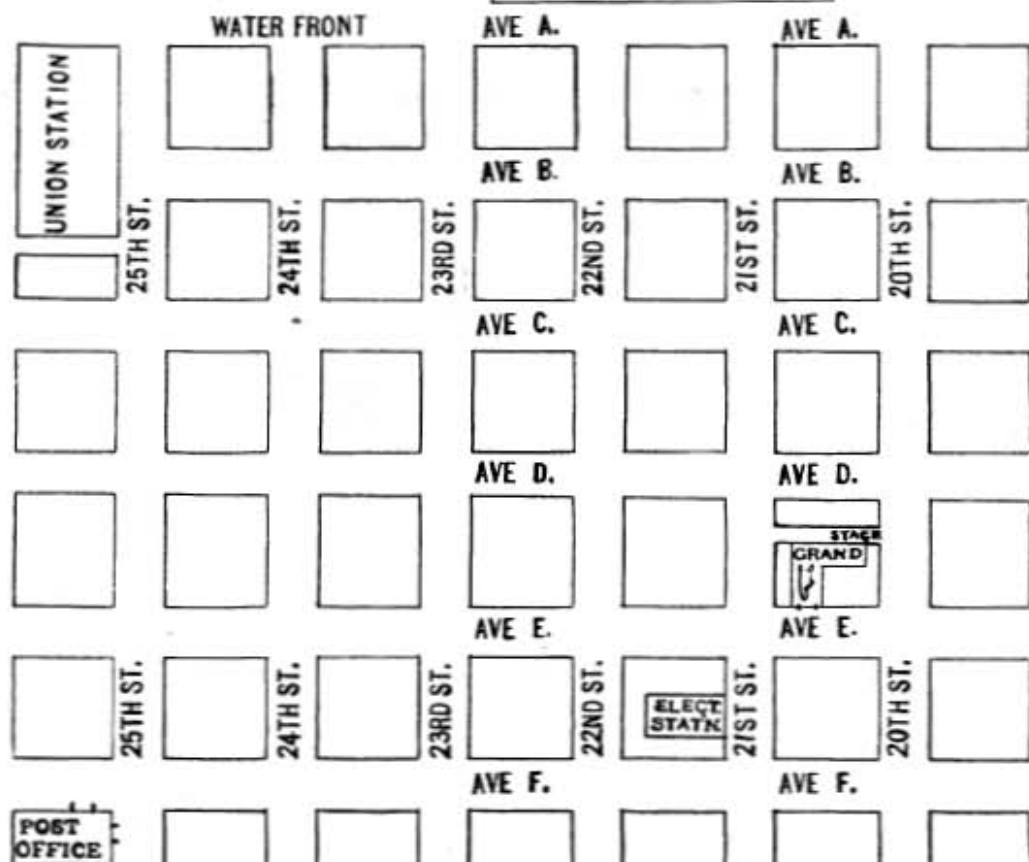 WATER FRONT
AVE A.
AVE A.
UNION STATION
AVE B.
AVE B.
25TH ST.
24TH ST.
23RD ST.
22ND ST.
21ST ST.
20TH ST.
AVE C.
AVE C.
AVE D.
AVE D.
STAGE
GRAND
AVE E.
AVE E.
25TH ST.
24TH ST.
23RD ST.
22ND ST.
ELECT.
STATN.
21ST ST.
20TH ST.
AVE F.
AVE F.
POST
OFFICE